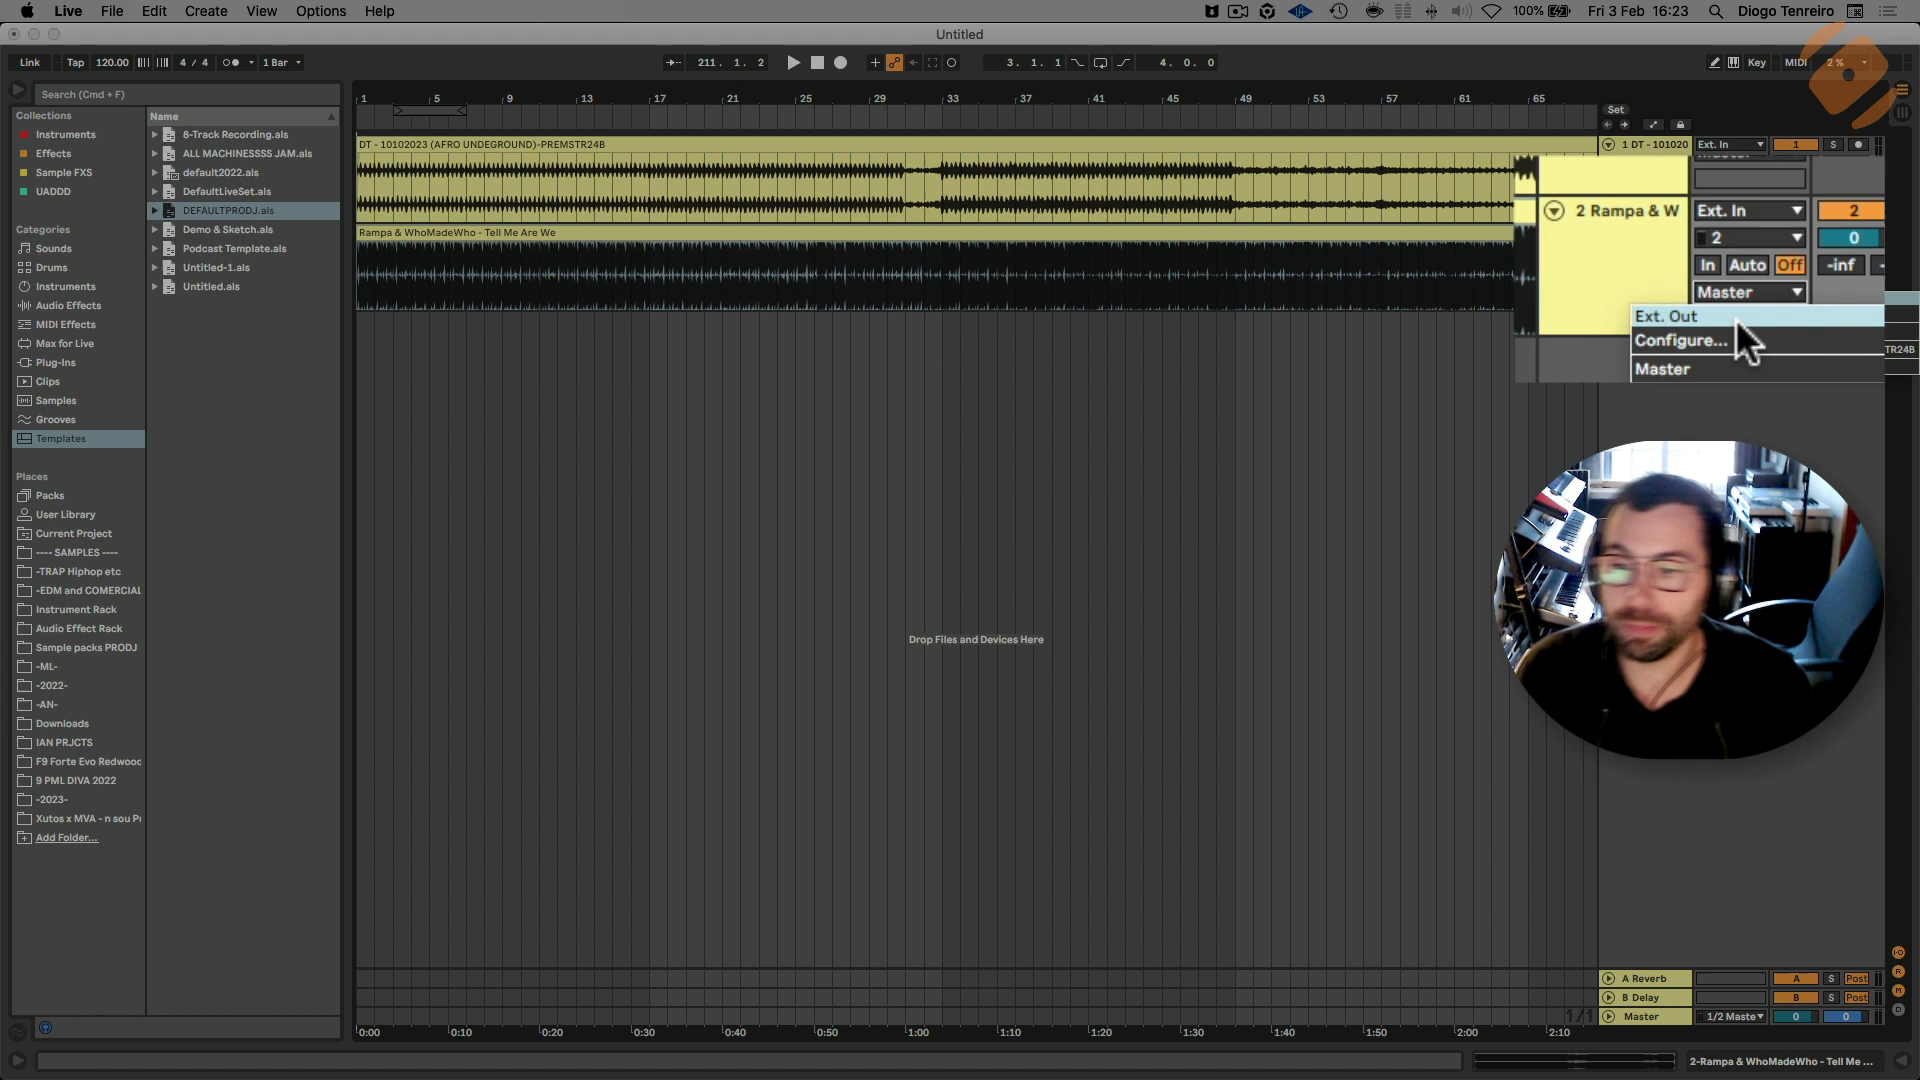 Live File Edit Create View Options Help
100% Fri 3 Feb 16:23 Diogo Tenreiro
Untitled
Link Tap 120.00 4 / 4 1 Bar 211. 1. 2 3. 1. 1 4. 0. 0 Key MIDI 2 %
Search (Cmd + F)
Collections
Instruments
Effects
Sample FXS
UADDD
Categories
Sounds
Drums
Instruments
Audio Effects
MIDI Effects
Max for Live
Plug-Ins
Clips
Samples
Grooves
Templates
Places
Packs
User Library
Current Project
---- SAMPLES ----
-TRAP Hiphop etc
-EDM and COMERCIAL
Instrument Rack
Audio Effect Rack
Sample packs PRODJ
-ML-
-2022-
-AN-
Downloads
IAN PRJCTS
F9 Forte Evo Redwooc
9 PML DIVA 2022
-2023-
Xutos x MVA - n sou Pi
Add Folder...
Name
8-Track Recording.als
ALL MACHINESSSS JAM.als
default2022.als
DefaultLiveSet.als
DEFAULTPRODJ.als
Demo & Sketch.als
Podcast Template.als
Untitled-1.als
Untitled.als
1 5 9 13 17 21 25 29 33 37 41 45 49 53 57 61 65
Set
DT - 10102023 (AFRO UNDEGROUND)-PREMSTR24B
1 DT - 101020 Ext. In 1 S
Rampa & WhoMadeWho - Tell Me Are We
2 Rampa & W Ext. In 2
2 0
In Auto Off -inf
Master
Ext. Out
Configure...
Master
TR24B
Drop Files and Devices Here
A Reverb A S Post
B Delay B S Post
1/1 Master 1/2 Maste 0 0
0:00 0:10 0:20 0:30 0:40 0:50 1:00 1:10 1:20 1:30 1:40 1:50 2:00 2:10
2-Rampa & WhoMadeWho - Tell Me ...